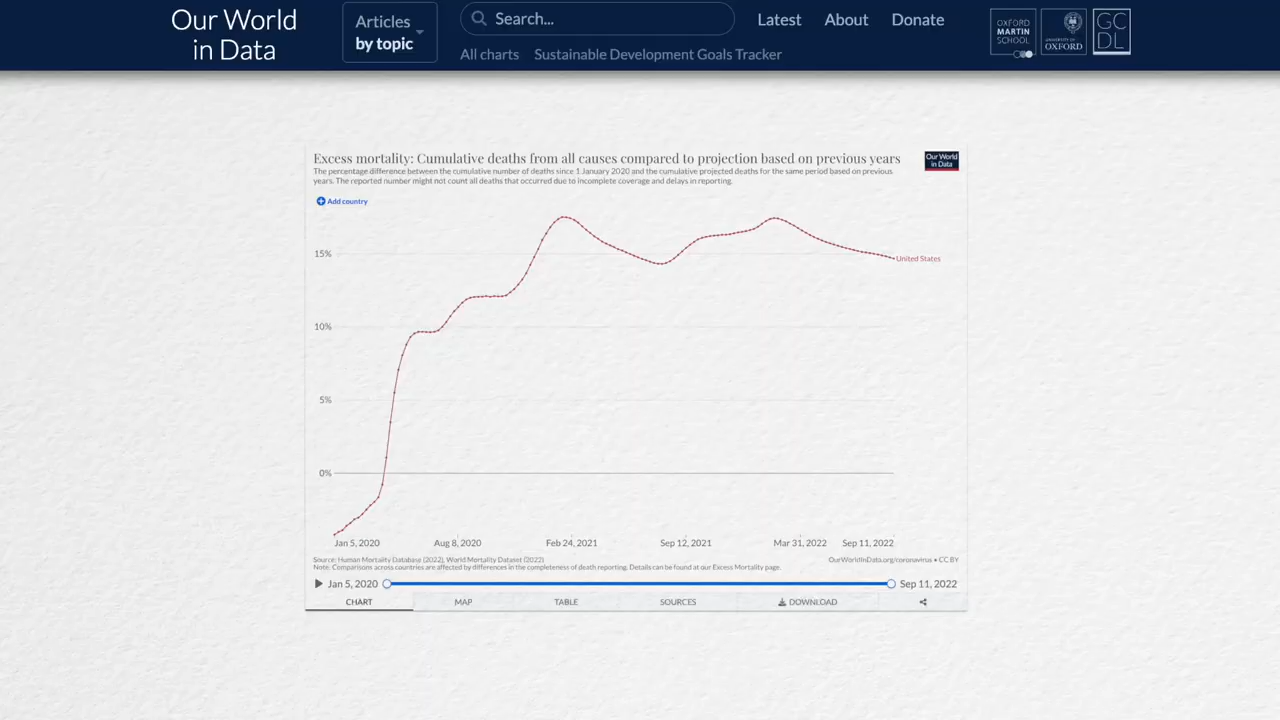 Our World
in Data
Articles
by topic
Search...
Latest
About
Donate
All charts
Sustainable Development Goals Tracker
OXFORD
MARTIN
SCHOOL
UNIVERSITY OF
OXFORD
GC
DL
Excess mortality: Cumulative deaths from all causes compared to projection based on previous years
Our World
in Data
The percentage difference between the cumulative number of deaths since 1 January 2020 and the cumulative projected deaths for the same period based on previous
years. The reported number might not count all deaths that occurred due to incomplete coverage and delays in reporting.
Add country
15%
United States
10%
5%
0%
Jan 5, 2020
Aug 8, 2020
Feb 24, 2021
Sep 12, 2021
Mar 31, 2022
Sep 11, 2022
Source: Human Mortality Database (2022), World Mortality Dataset (2022)
OurWorldInData.org/coronavirus • CC BY
Note: Comparisons across countries are affected by differences in the completeness of death reporting. Details can be found at our Excess Mortality page.
Jan 5, 2020
Sep 11, 2022
CHART
MAP
TABLE
SOURCES
DOWNLOAD